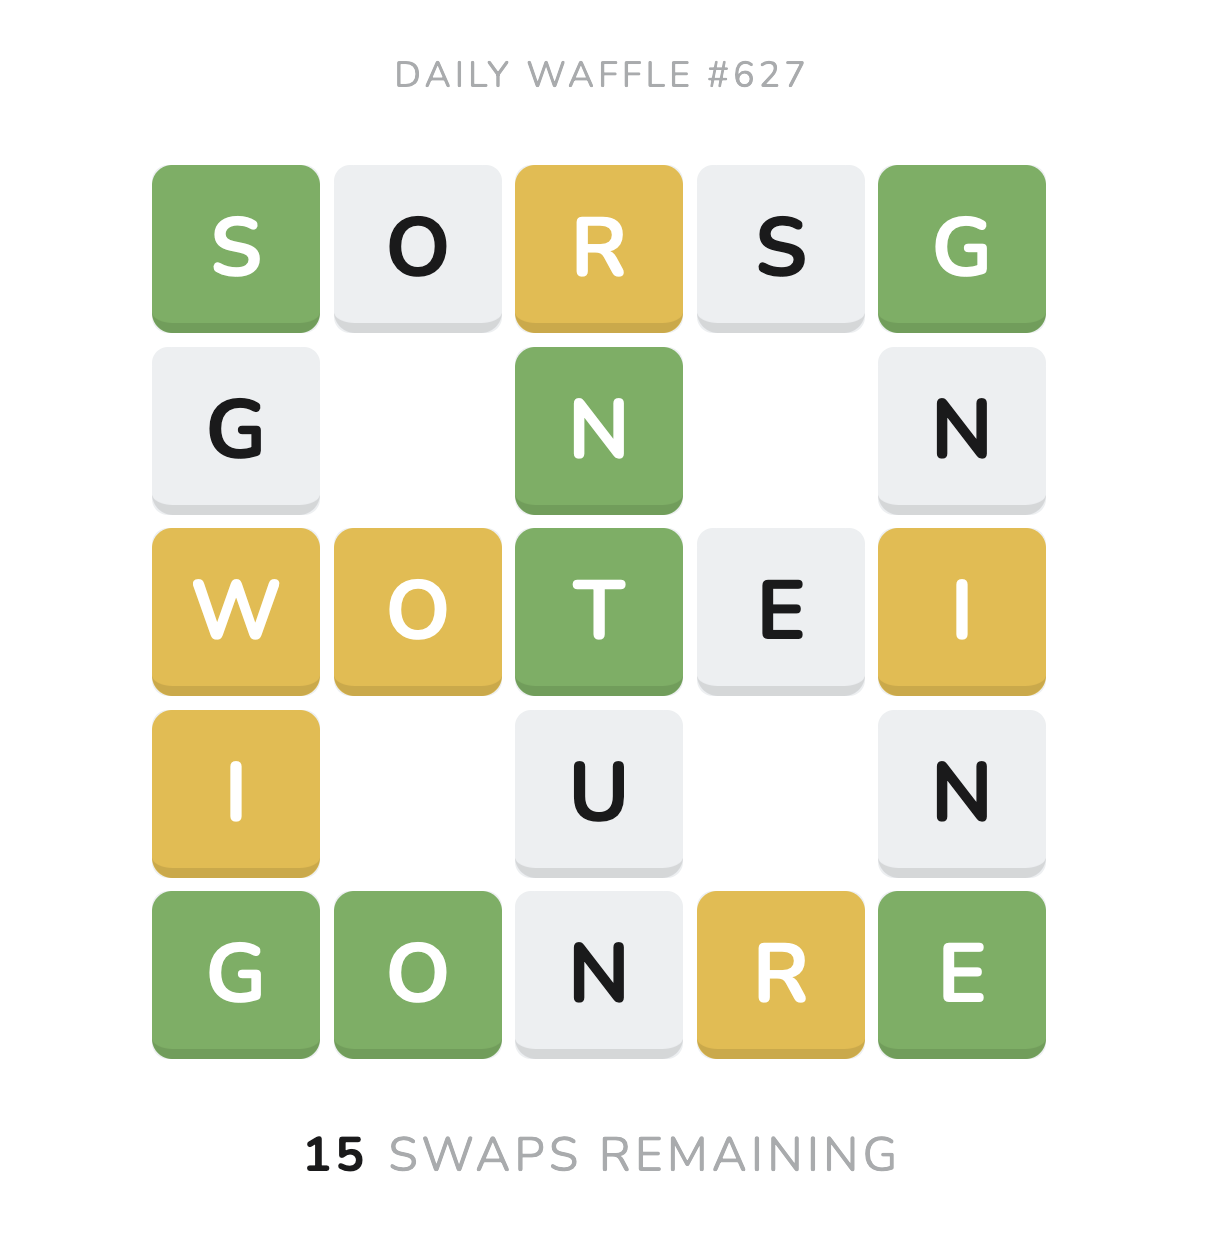 DAILY WAFFLE #627
S O R S G
G N N
W O T E I
I U N
G O N R E
15 SWAPS REMAINING